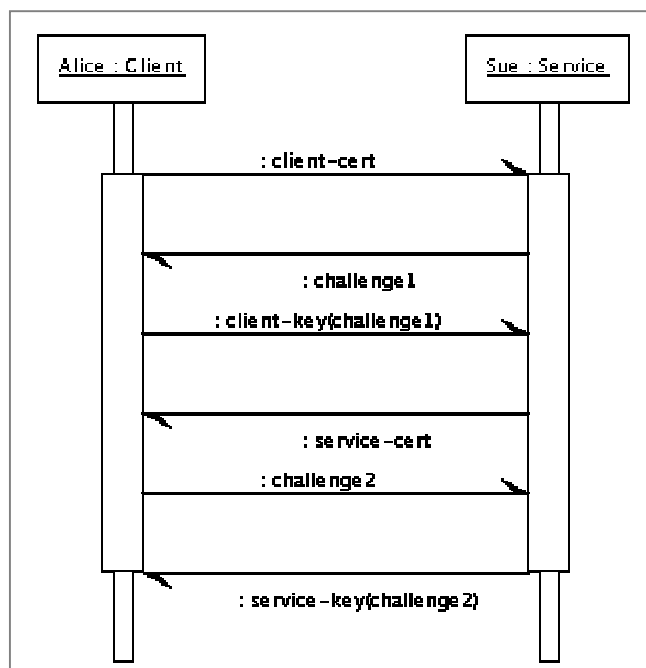 Alice : Client
Sue : Service
: client-cert
: challenge1
: client-key(challenge1)
: service-cert
: challenge2
: service-key(challenge2)